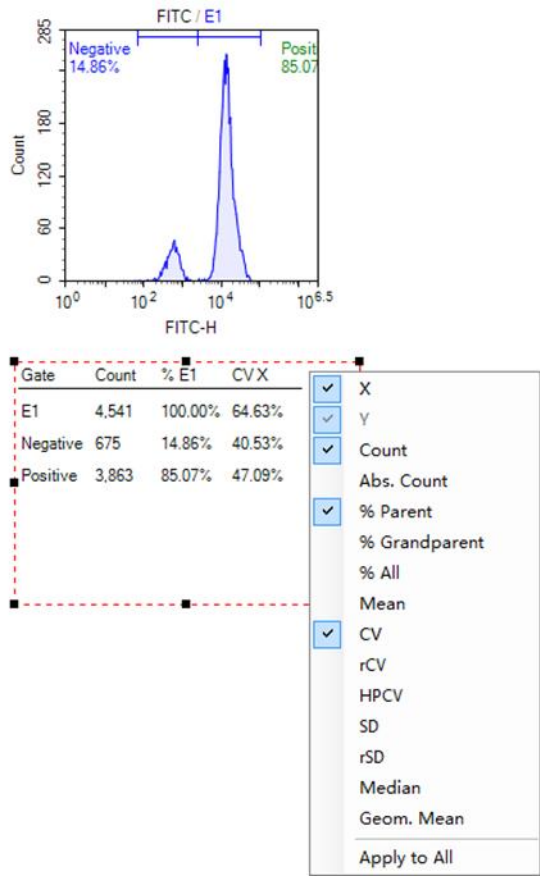 FITC / E1
285
Negative
14.86%
Posit
85.07
180
Count
120
60
0
10^0 10^2 10^4 10^6.5
FITC-H
Gate Count % E1 CV X
E1 4,541 100.00% 64.63%
Negative 675 14.86% 40.53%
Positive 3,863 85.07% 47.09%
X
Y
Count
Abs. Count
% Parent
% Grandparent
% All
Mean
CV
rCV
HPCV
SD
rSD
Median
Geom. Mean
Apply to All